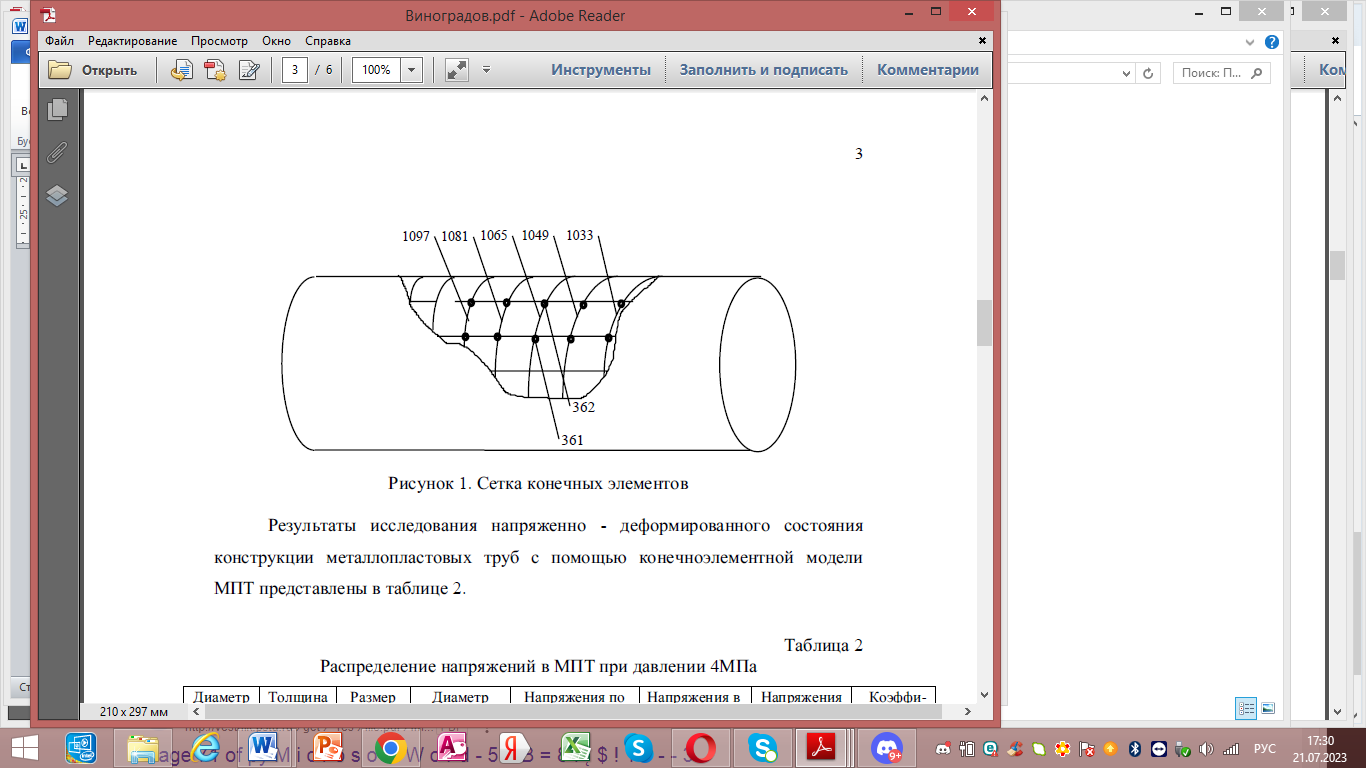 Виноградов.pdf - Adobe Reader
Файл Редактирование Просмотр Окно Справка
Открыть 3 / 6 100% Инструменты Заполнить и подписать Комментарии Ком
Поиск: П...
3
1097 1081 1065 1049 1033
362
361
Рисунок 1. Сетка конечных элементов
Результаты исследования напряженно - деформированного состояния
конструкции металлопластовых труб с помощью конечноэлементной модели
МПТ представлены в таблице 2.
Таблица 2
Распределение напряжений в МПТ при давлении 4МПа
Диаметр Толщина Размер Диаметр Напряжения по Напряжения в Напряжения Коэффи-
210 x 297 мм
РУС
17:30
21.07.2023
9+